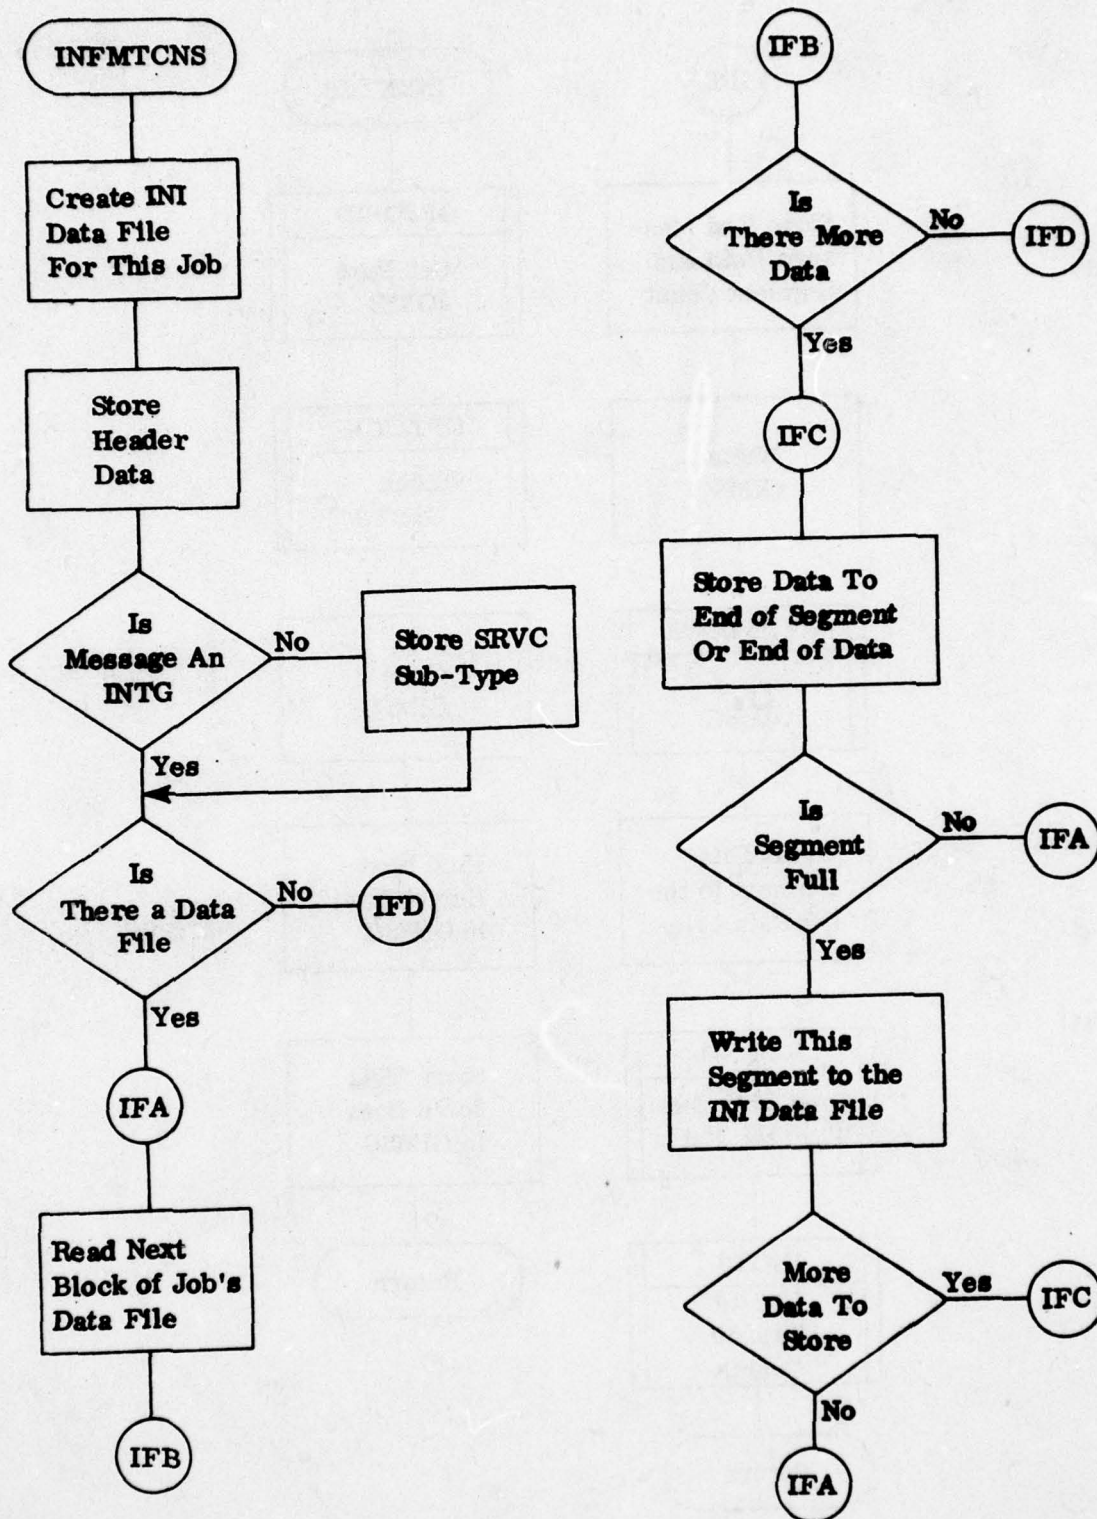 INFMTCNS
Create INI
Data File
For This Job
Store
Header
Data
Is
Message An
INTG
No
Store SRVC
Sub-Type
Yes
Is
There a Data
File
No
IFD
Yes
IFA
Read Next
Block of Job's
Data File
IFB
IFB
Is
There More
Data
No
IFD
Yes
IFC
Store Data To
End of Segment
Or End of Data
Is
Segment
Full
No
IFA
Yes
Write This
Segment to the
INI Data File
More
Data To
Store
Yes
IFC
No
IFA